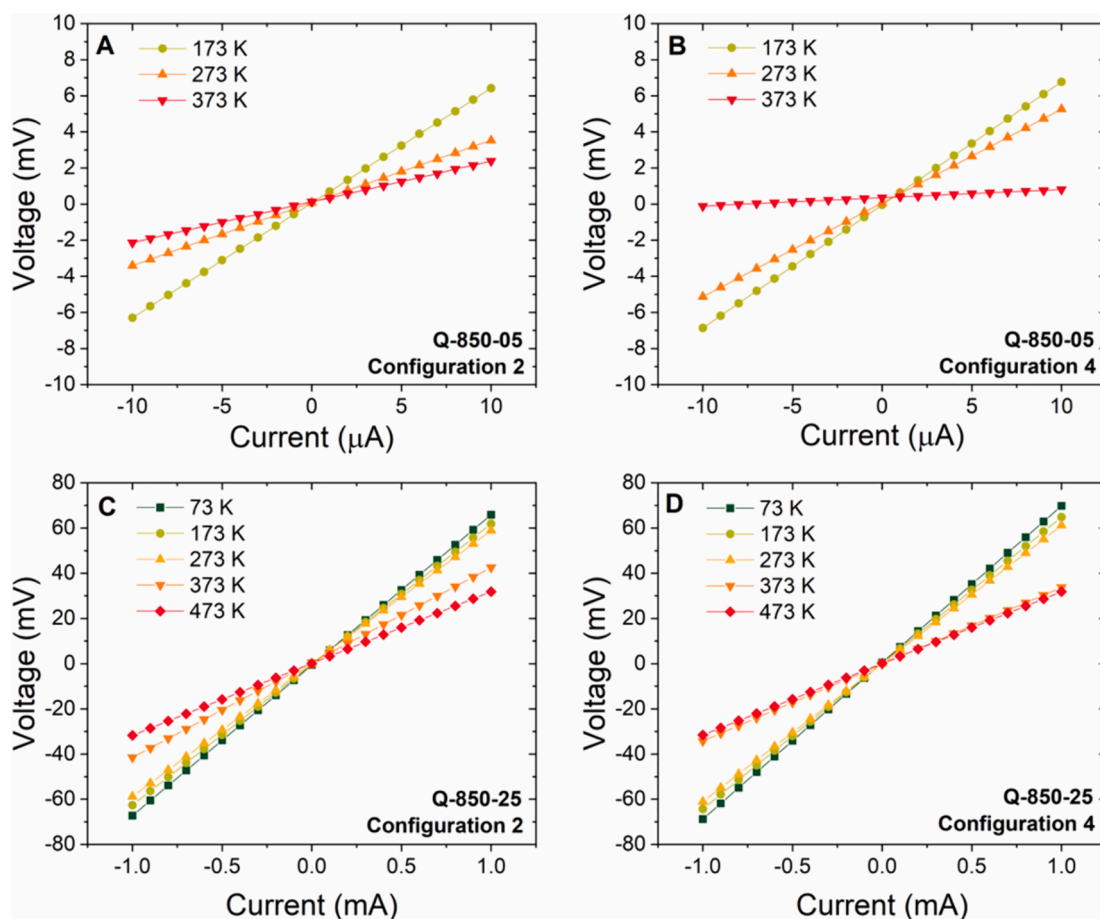 A
173 K
273 K
373 K
10
8
6
4
2
0
-2
-4
-6
-8
-10
Voltage (mV)
-10
-5
0
5
10
Current (μA)
Q-850-05
Configuration 2
B
173 K
273 K
373 K
10
8
6
4
2
0
-2
-4
-6
-8
-10
Voltage (mV)
-10
-5
0
5
10
Current (μA)
Q-850-05
Configuration 4
C
73 K
173 K
273 K
373 K
473 K
80
60
40
20
0
-20
-40
-60
-80
Voltage (mV)
-1.0
-0.5
0.0
0.5
1.0
Current (mA)
Q-850-25
Configuration 2
D
73 K
173 K
273 K
373 K
473 K
80
60
40
20
0
-20
-40
-60
-80
Voltage (mV)
-1.0
-0.5
0.0
0.5
1.0
Current (mA)
Q-850-25
Configuration 4